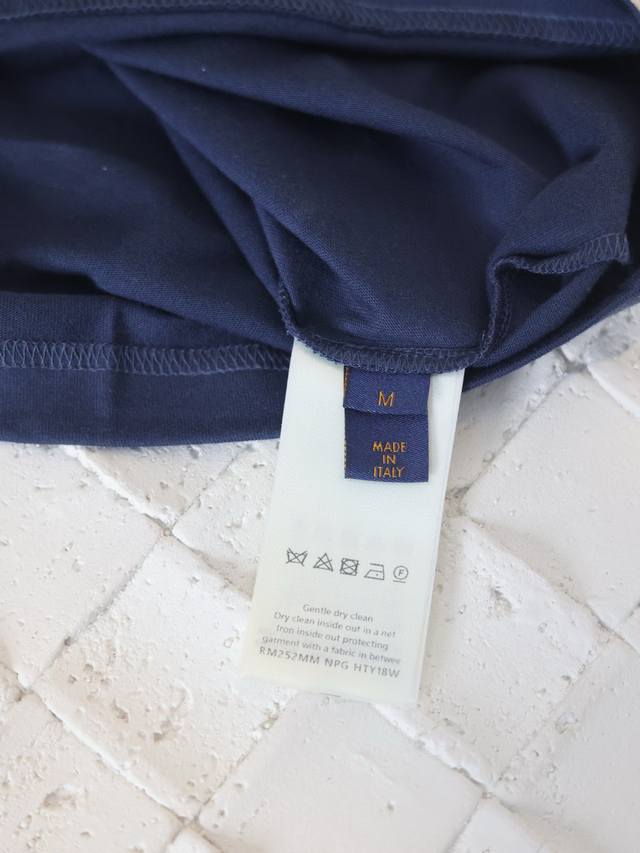 M
MADE
IN
ITALY
Gentle dry clean
Dry clean inside out in a net
Iron inside out protecting
garment with a fabric in betwee
RM252MM NPG HTY18W